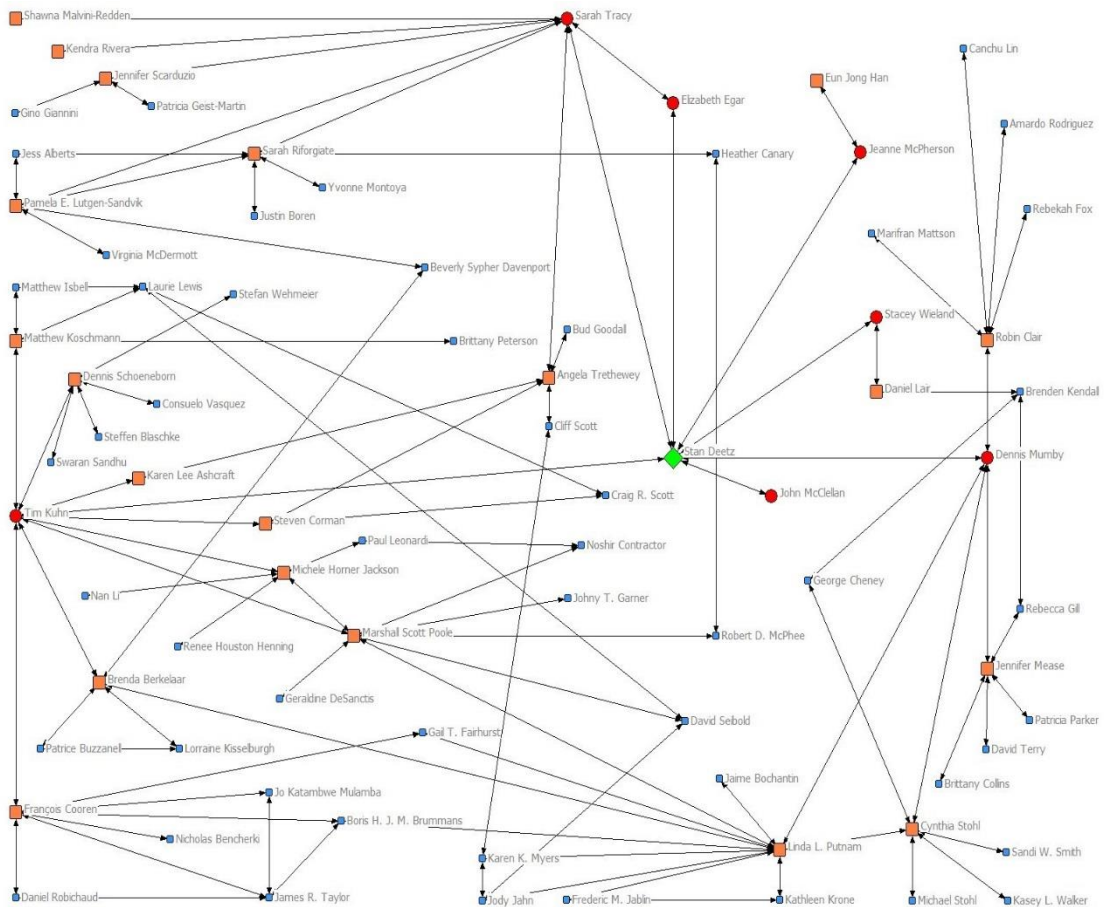 Shawna Malvini-Redden
Sarah Tracy
Kendra Rivera
Canchu Lin
Jennifer Scarduzio
Eun Jong Han
Elizabeth Egar
Patricia Geist-Martin
Gino Giannini
Amardo Rodriguez
Jess Alberts
Sarah Riforgiate
Heather Canary
Jeanne McPherson
Yvonne Montoya
Pamela E. Lutgen-Sandvik
Rebekah Fox
Justin Boren
Marifran Mattson
Virginia McDermott
Beverly Sypher Davenport
Matthew Isbell
Laurie Lewis
Stefan Wehmeier
Stacey Wieland
Bud Goodall
Matthew Koschmann
Brittany Peterson
Robin Clair
Dennis Schoeneborn
Angela Trethewey
Daniel Lair
Brenden Kendall
Consuelo Vasquez
Cliff Scott
Steffen Blaschke
Stan Deetz
Dennis Mumby
Swaran Sandhu
Karen Lee Ashcraft
Craig R. Scott
John McClellan
Tim Kuhn
Steven Corman
Paul Leonardi
Noshir Contractor
Michele Horner Jackson
George Cheney
Nan Li
Johny T. Garner
Rebecca Gill
Marshall Scott Poole
Robert D. McPhee
Renee Houston Henning
Jennifer Mease
Brenda Berkelaar
Geraldine DeSanctis
David Seibold
Patricia Parker
Gail T. Fairhurst
Patrice Buzzanell
Lorraine Kisselburgh
David Terry
Jaime Bochantin
Brittany Collins
Jo Katambwe Mulamba
François Cooren
Boris H. J. M. Brummans
Cynthia Stohl
Nicholas Bencherki
Linda L. Putnam
Sandi W. Smith
Karen K. Myers
Daniel Robichaud
James R. Taylor
Jody Jahn
Frederic M. Jablin
Kathleen Krone
Michael Stohl
Kasey L. Walker